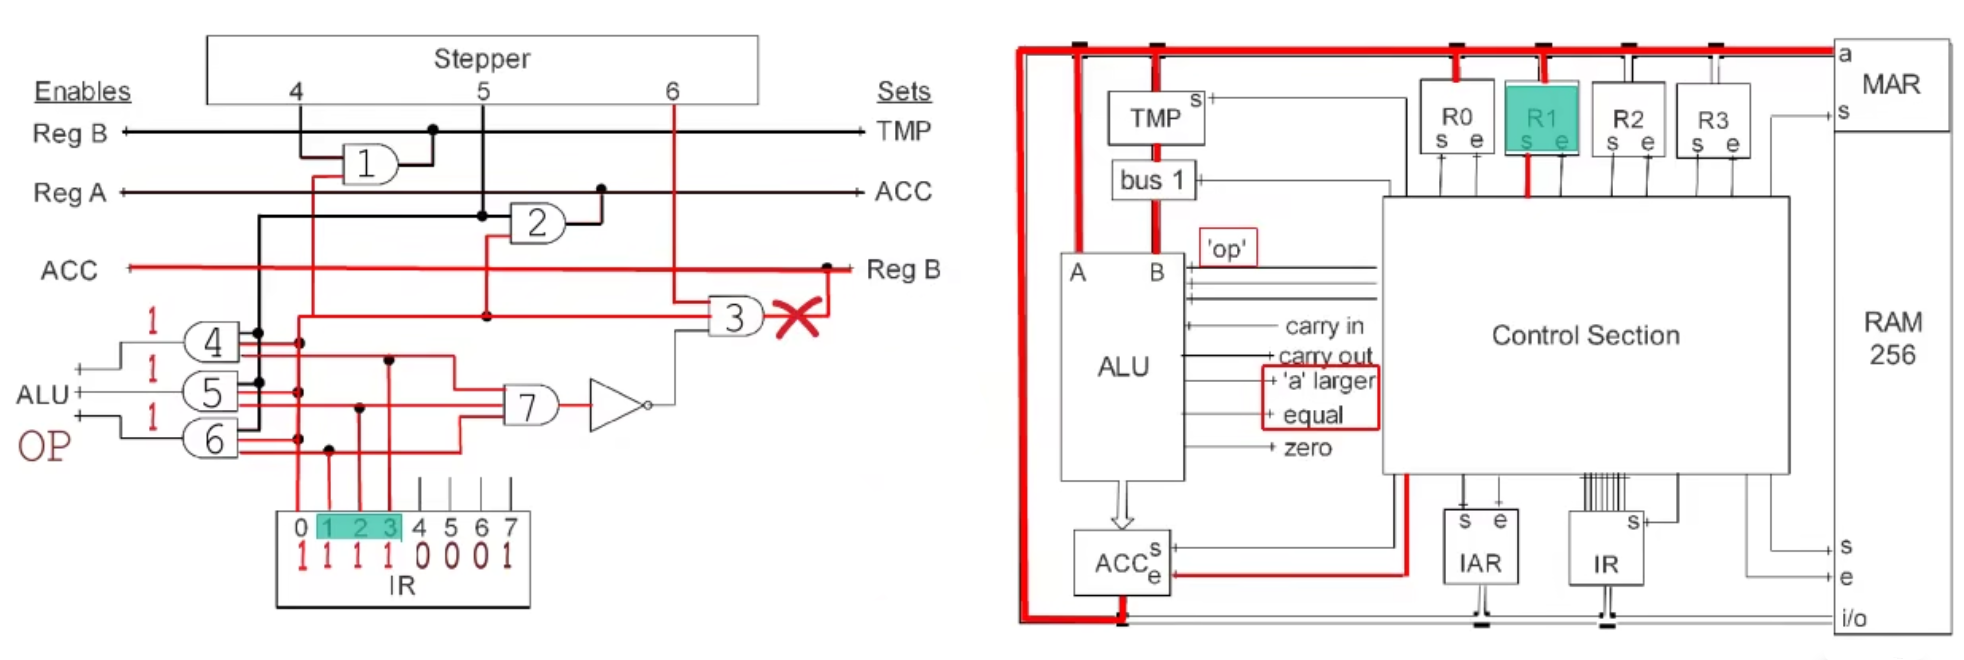 Stepper
4 5 6
Enables
Sets
Reg B
TMP
1
Reg A
ACC
2
ACC
Reg B
3
1
4
1
5
ALU
7
1
6
OP
0 1 2 3 4 5 6 7
1 1 1 1 0 0 0 1
IR
a
MAR
s
TMP
s
R0
s e
R1
s e
R2
s e
R3
s e
bus 1
'op'
A B
carry in
carry out
'a' larger
equal
zero
ALU
Control Section
RAM
256
ACC
s
e
s e
IAR
s
IR
s
e
i/o